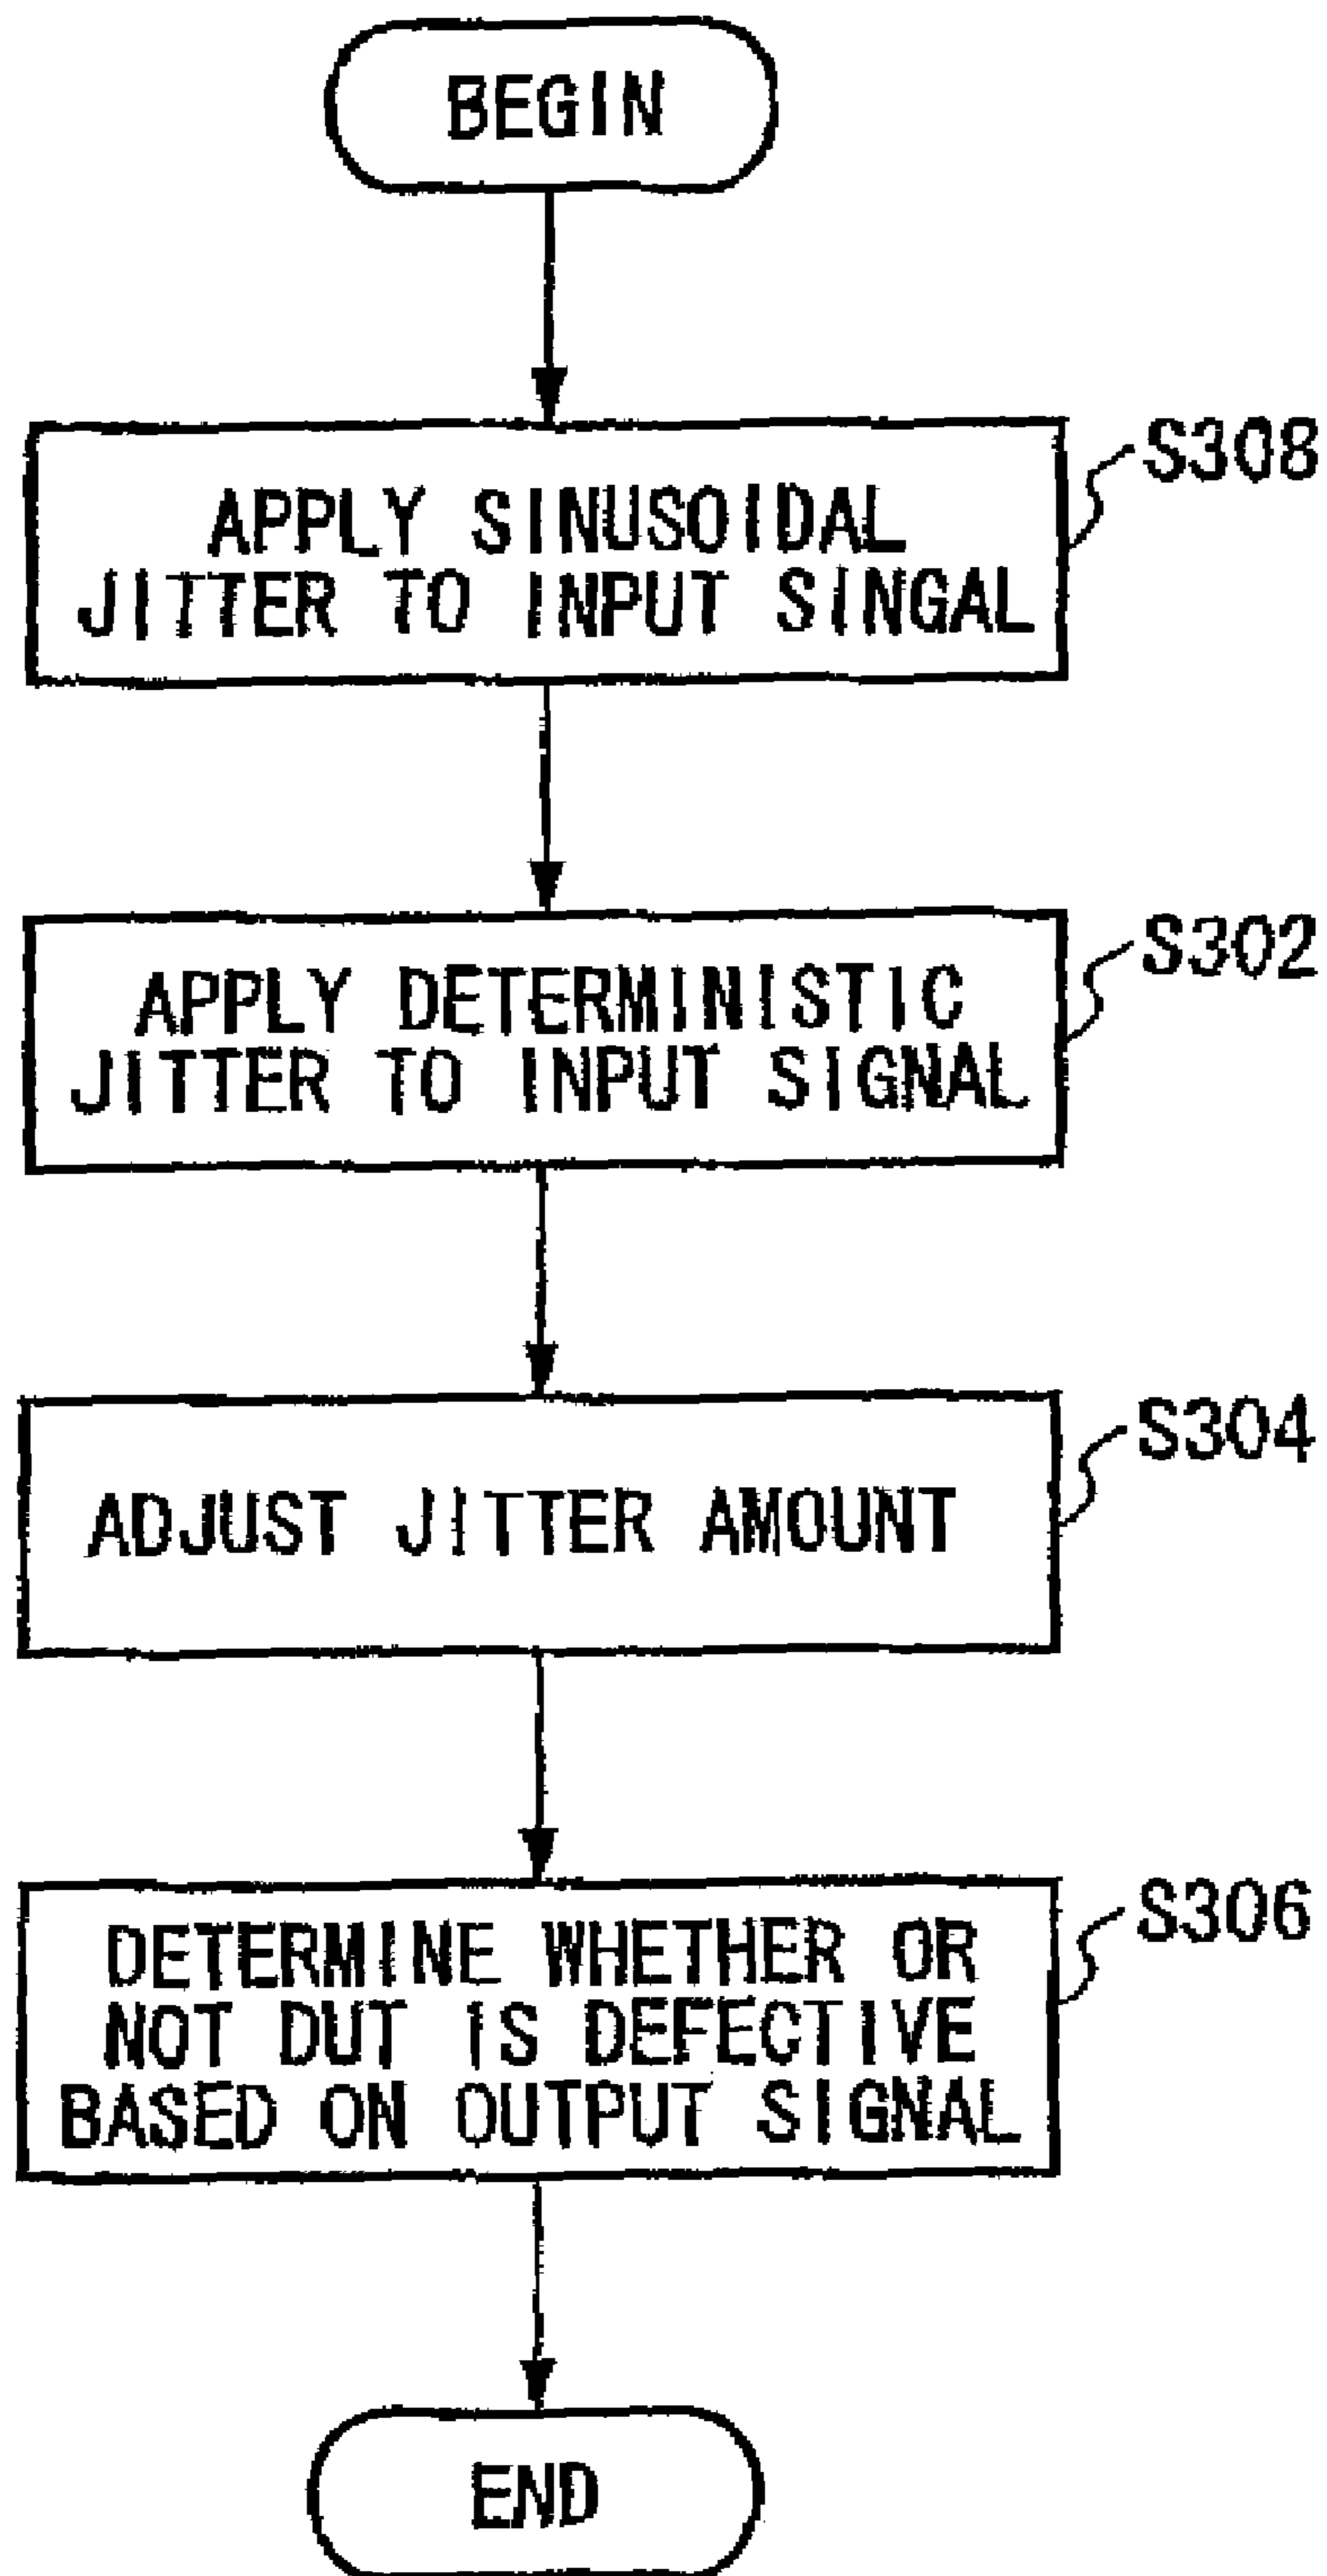 BEGIN
S308
APPLY SINUSOIDAL
JITTER TO INPUT SINGAL
S302
APPLY DETERMINISTIC
JITTER TO INPUT SIGNAL
S304
ADJUST JITTER AMOUNT
S306
DETERMINE WHETHER OR
NOT DUT IS DEFECTIVE
BASED ON OUTPUT SIGNAL
END